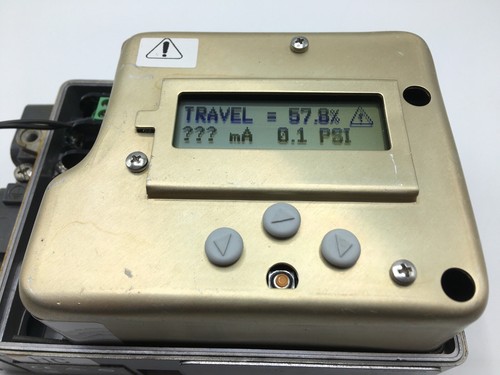 TRAVEL = 57.8%
??? mA 0.1 PSI